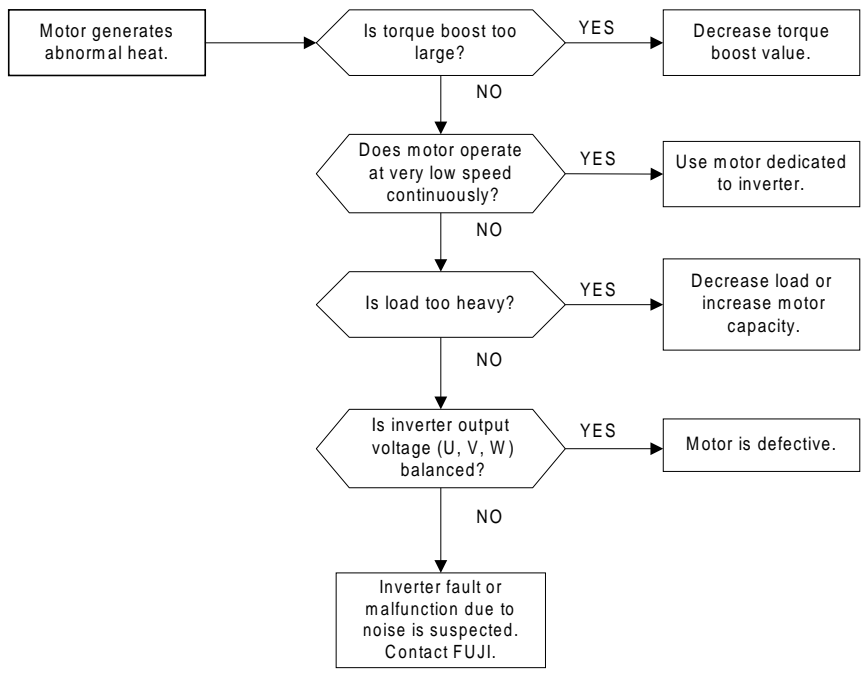 Motor generates
abnormal heat.
Is torque boost too
large?
YES
Decrease torque
boost value.
NO
Does motor operate
at very low speed
continuously?
YES
Use motor dedicated
to inverter.
NO
Is load too heavy?
YES
Decrease load or
increase motor
capacity.
NO
Is inverter output
voltage (U, V, W)
balanced?
YES
Motor is defective.
NO
Inverter fault or
malfunction due to
noise is suspected.
Contact FUJI.